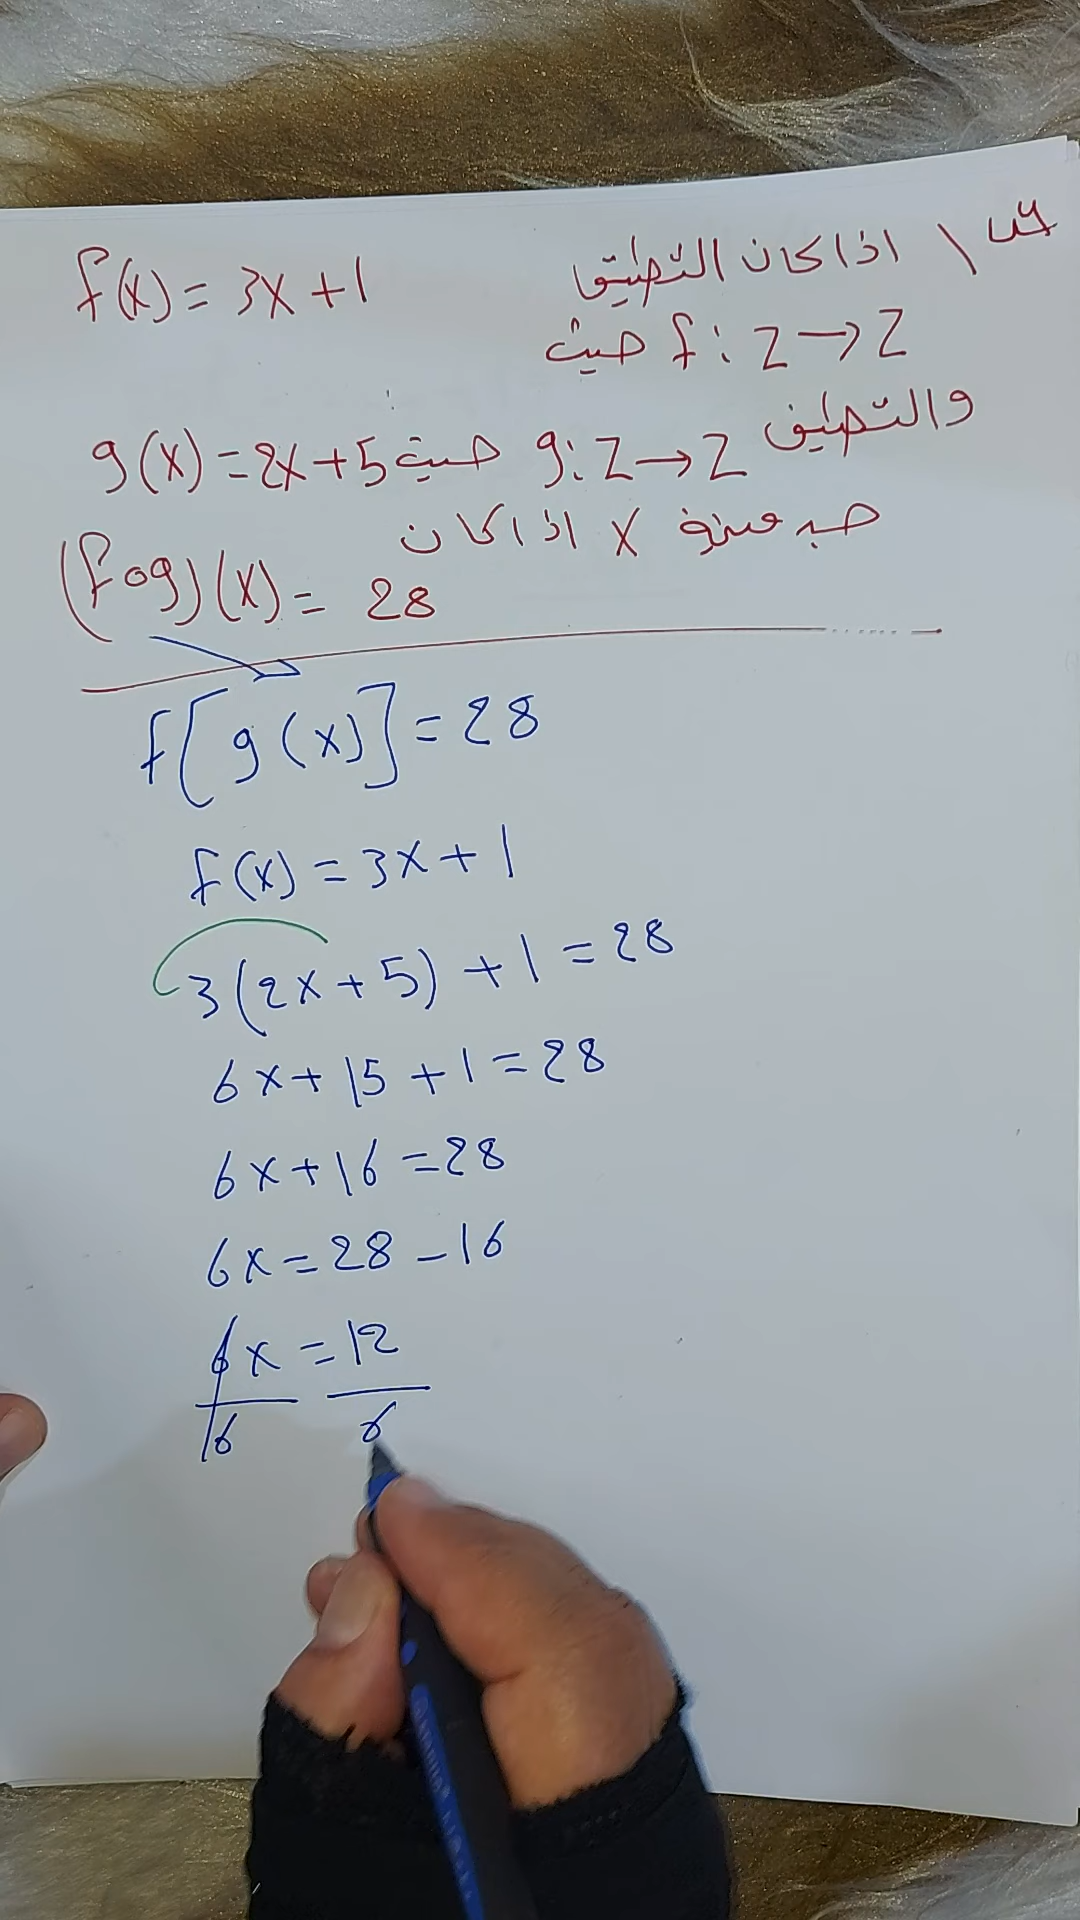 س \ اذا كان التطبيق f(x) = 3x + 1
f : Z → Z حيث
والتطبيق
g : Z → Z حيث g(x) = 2x + 5
جد قيمة x اذا كان
(fog)(x) = 28
f[g(x)] = 28
f(x) = 3x + 1
3(2x + 5) + 1 = 28
6x + 15 + 1 = 28
6x + 16 = 28
6x = 28 - 16
6x = 12
6 6